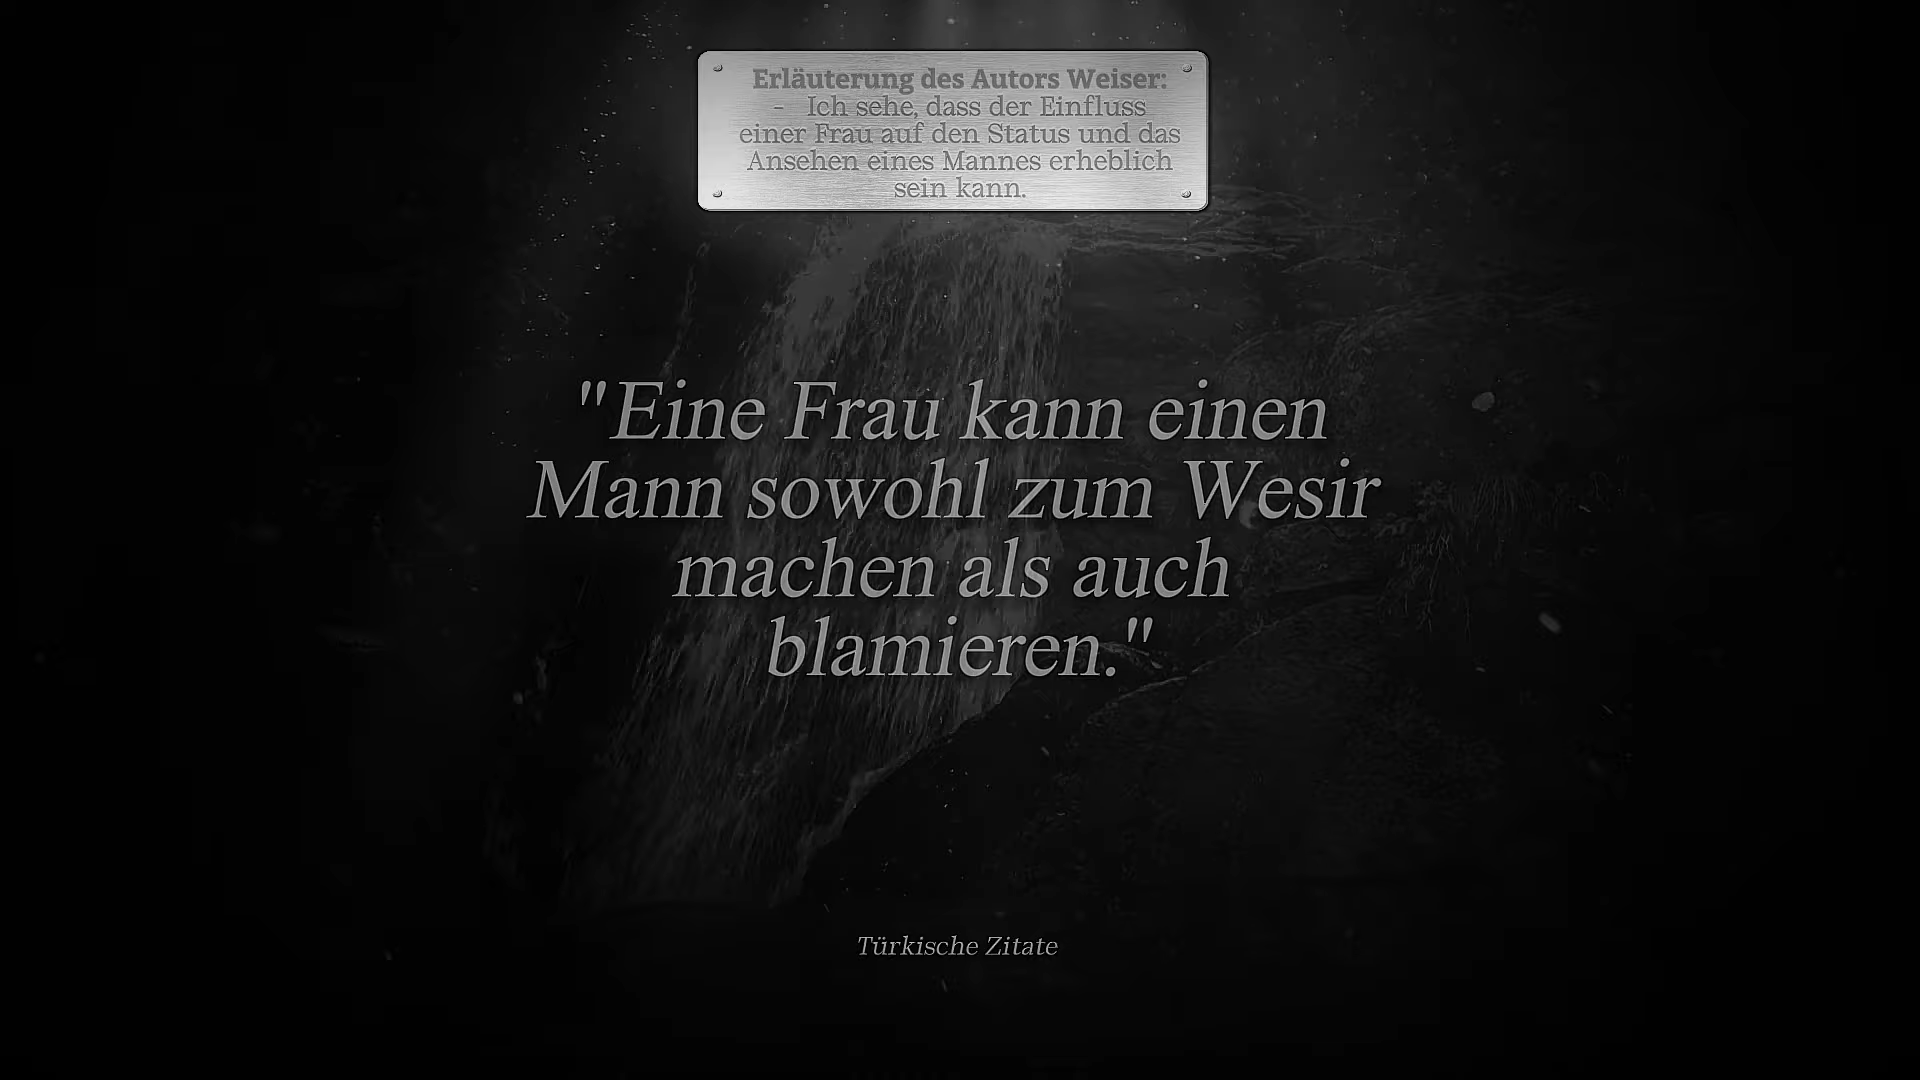 Erläuterung des Autors Weiser:
- Ich sehe, dass der Einfluss
einer Frau auf den Status und das
Ansehen eines Mannes erheblich
sein kann.
"Eine Frau kann einen
Mann sowohl zum Wesir
machen als auch
blamieren."
Türkische Zitate